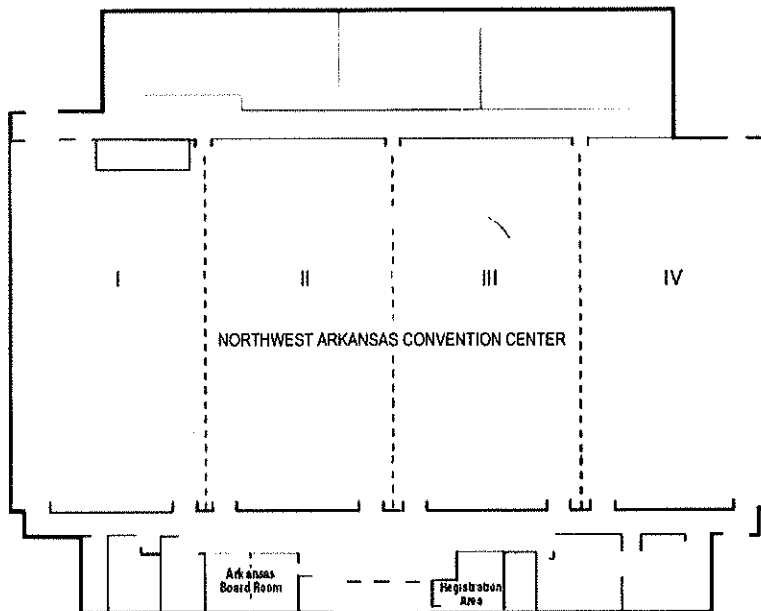 I
II
III
IV
NORTHWEST ARKANSAS CONVENTION CENTER
Arkansas
Board Room
Registration
Area